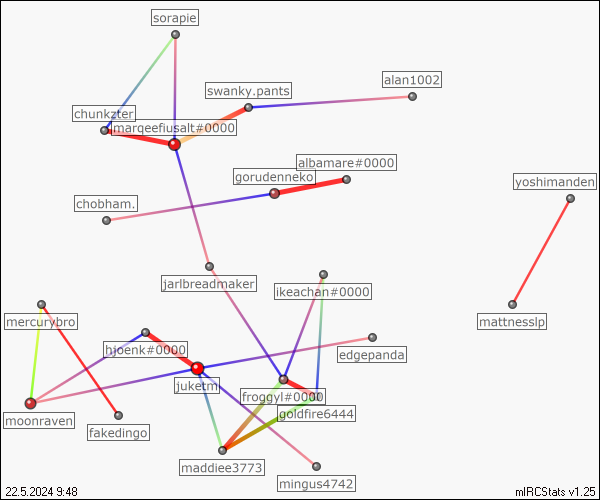 sorapie
alan1002
swanky.pants
chunkzter
marqeefiusalt#0000
albamare#0000
gorudenneko
yoshimanden
chobham.
jarlbreadmaker
ikeachan#0000
mercurybro
mattnesslp
hjoenk#0000
edgepanda
juketm
froggyl#0000
goldfire6444
moonraven
fakedingo
maddiee3773
mingus4742
22.5.2024 9:48
mIRCStats v1.25